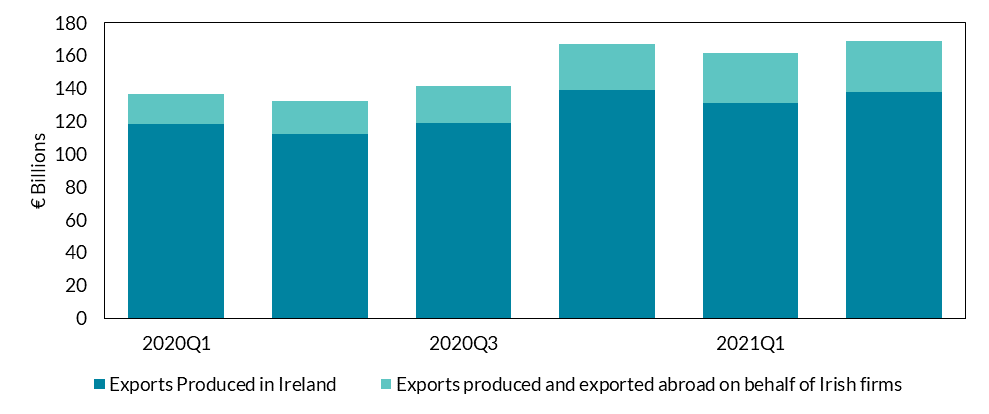 180
160
140
120
100
80
60
40
20
0
€ Billions
2020Q1
2020Q3
2021Q1
Exports Produced in Ireland
Exports produced and exported abroad on behalf of Irish firms